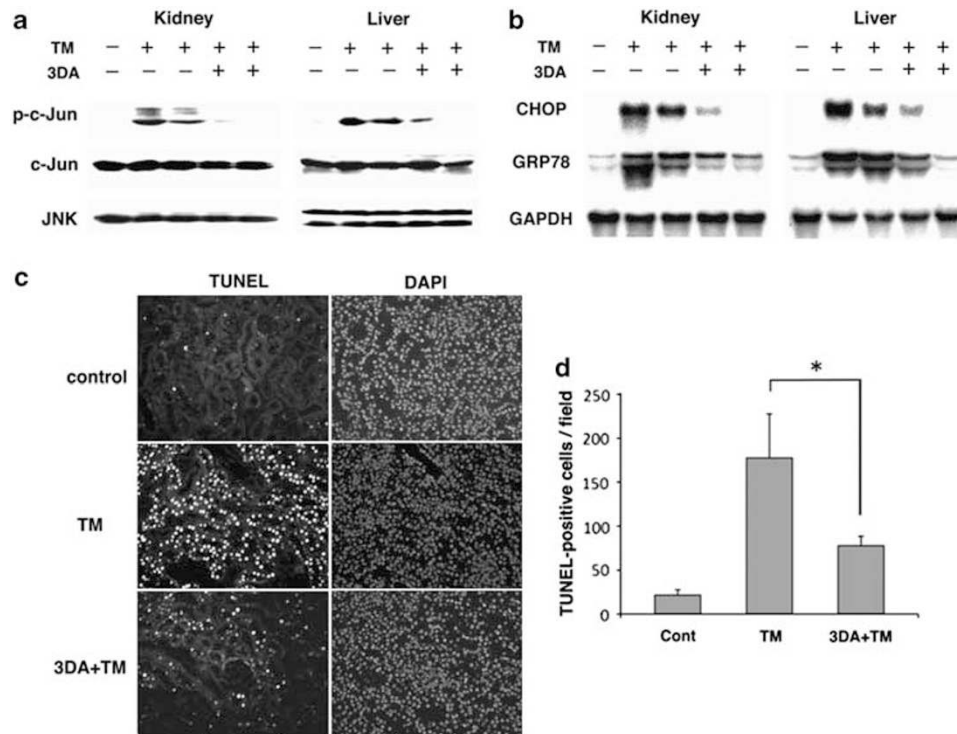 a
Kidney Liver
TM − + + + + − + + + +
3DA − − − + + − − − + +
p-c-Jun
c-Jun
JNK
b
Kidney Liver
TM − + + + + − + + + +
3DA − − − + + − − − + +
CHOP
GRP78
GAPDH
c
TUNEL DAPI
control
TM
3DA+TM
d
*
TUNEL-positive cells / field
250
200
150
100
50
0
Cont TM 3DA+TM